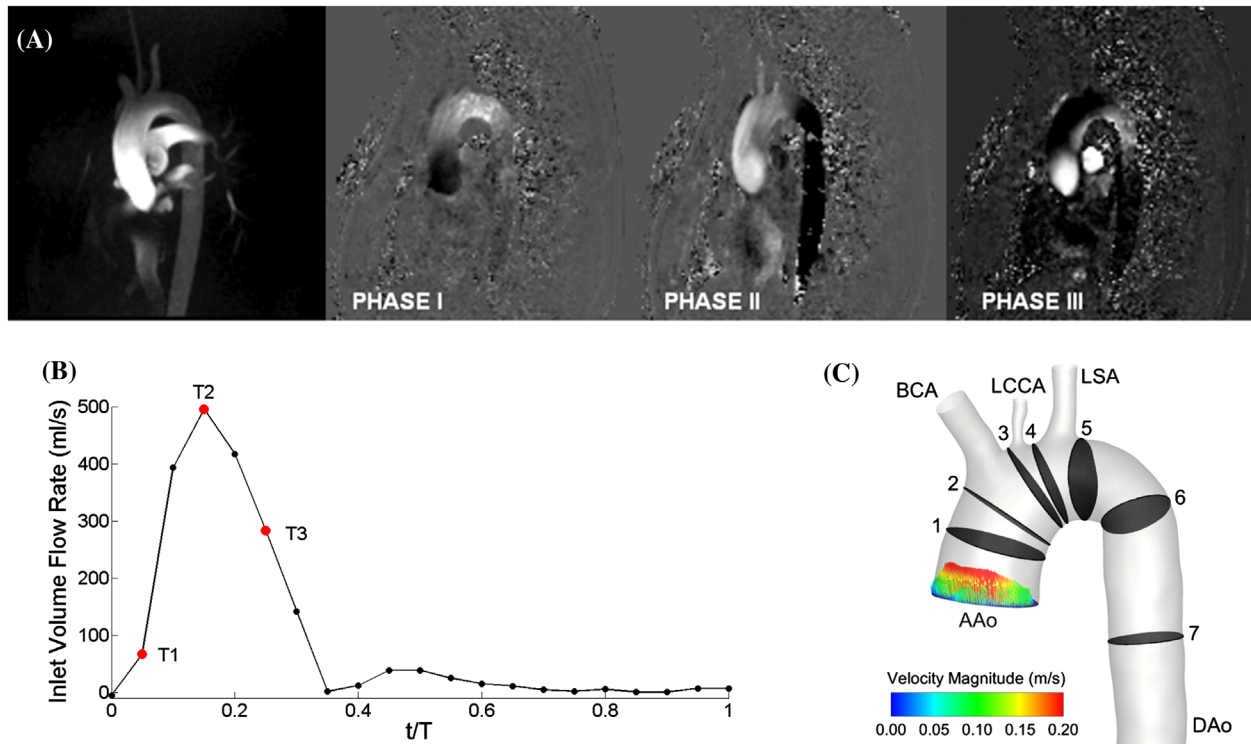 (A)
PHASE I
PHASE II
PHASE III
(B)
Inlet Volume Flow Rate (ml/s)
500
400
300
200
100
0
T1
T2
T3
0
0.2
0.4
0.6
0.8
1
t/T
(C)
BCA
LCCA
LSA
1
2
3
4
5
6
7
AAo
DAo
Velocity Magnitude (m/s)
0.00 0.05 0.10 0.15 0.20